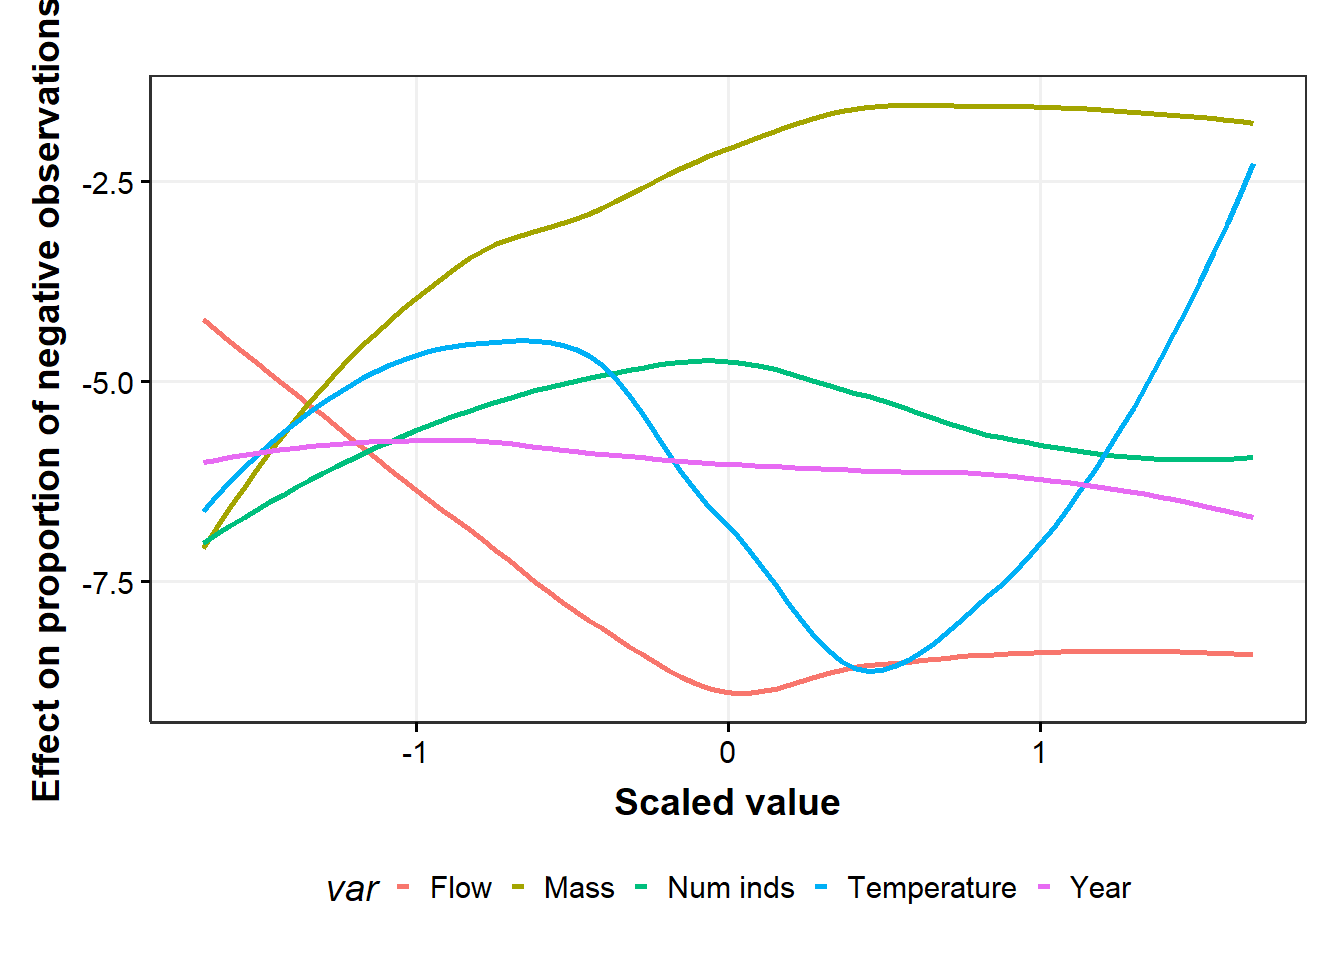 Effect on proportion of negative observations
-2.5
-5.0
-7.5
-1 0 1
Scaled value
var Flow Mass Num inds Temperature Year